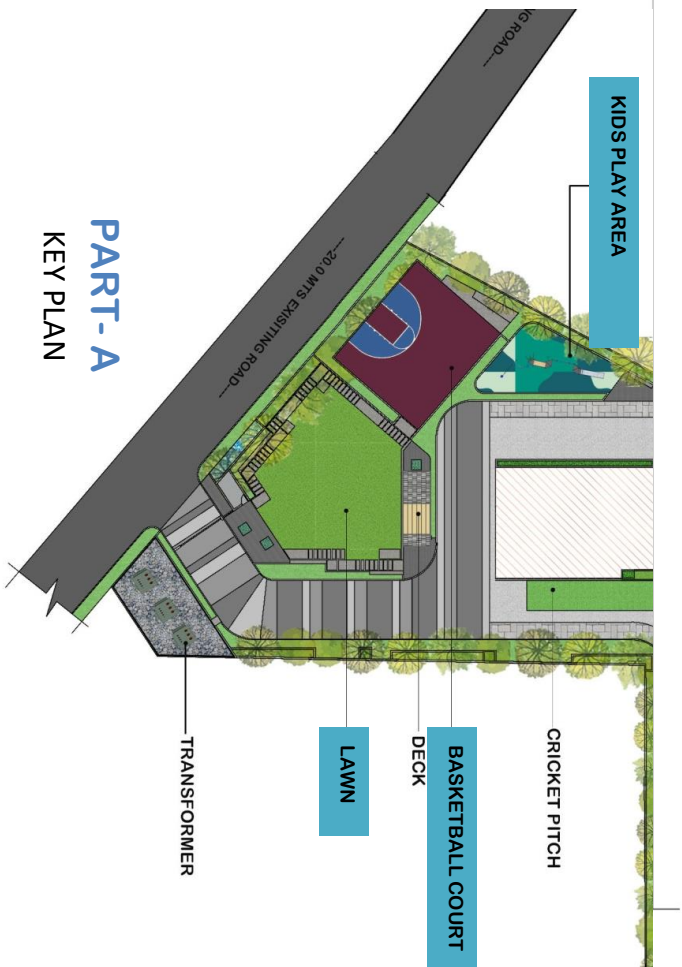 PART- A
KEY PLAN
KIDS PLAY AREA
NG ROAD----
----20.0 MTS EXISITING ROAD----
CRICKET PITCH
BASKETBALL COURT
DECK
LAWN
TRANSFORMER